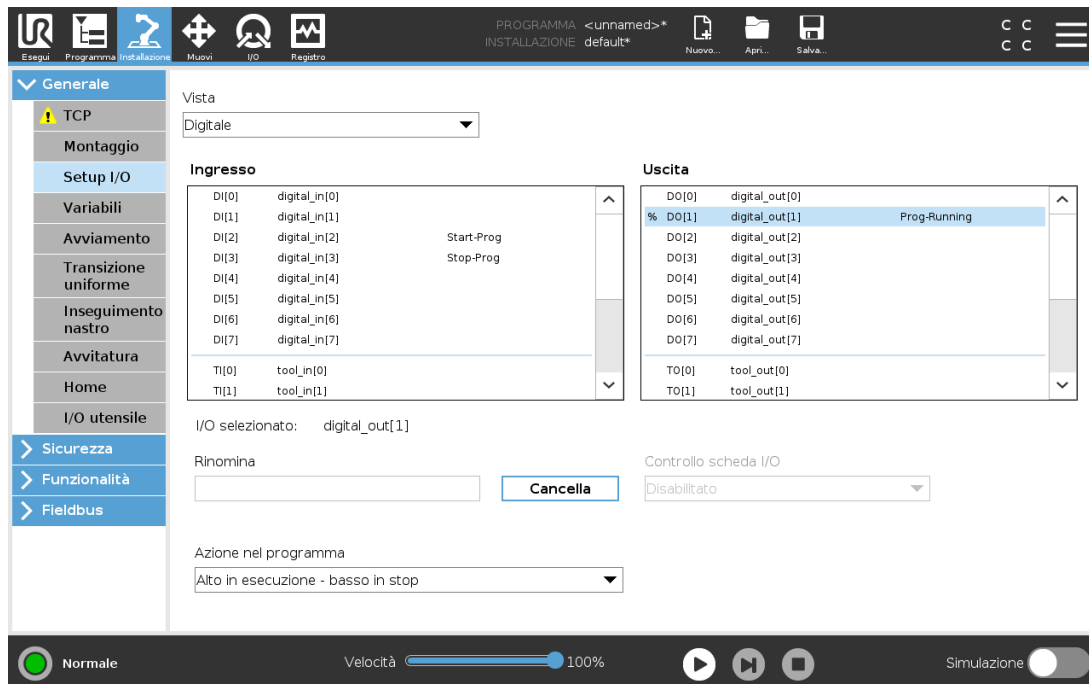 PROGRAMMA <unnamed>*
INSTALLAZIONE default*
C C
C C
Esegui Programma Installazione Muovi I/O Registro Nuovo... Apri... Salva...
Generale
TCP
Montaggio
Setup I/O
Variabili
Avviamento
Transizione
uniforme
Inseguimento
nastro
Avvitatura
Home
I/O utensile
Sicurezza
Funzionalità
Fieldbus
Vista
Digitale
Ingresso
DI[0] digital_in[0]
DI[1] digital_in[1]
DI[2] digital_in[2] Start-Prog
DI[3] digital_in[3] Stop-Prog
DI[4] digital_in[4]
DI[5] digital_in[5]
DI[6] digital_in[6]
DI[7] digital_in[7]
TI[0] tool_in[0]
TI[1] tool_in[1]
Uscita
DO[0] digital_out[0]
% DO[1] digital_out[1] Prog-Running
DO[2] digital_out[2]
DO[3] digital_out[3]
DO[4] digital_out[4]
DO[5] digital_out[5]
DO[6] digital_out[6]
DO[7] digital_out[7]
TO[0] tool_out[0]
TO[1] tool_out[1]
I/O selezionato: digital_out[1]
Rinomina
Cancella
Controllo scheda I/O
Disabilitato
Azione nel programma
Alto in esecuzione - basso in stop
Normale
Velocità 100%
Simulazione